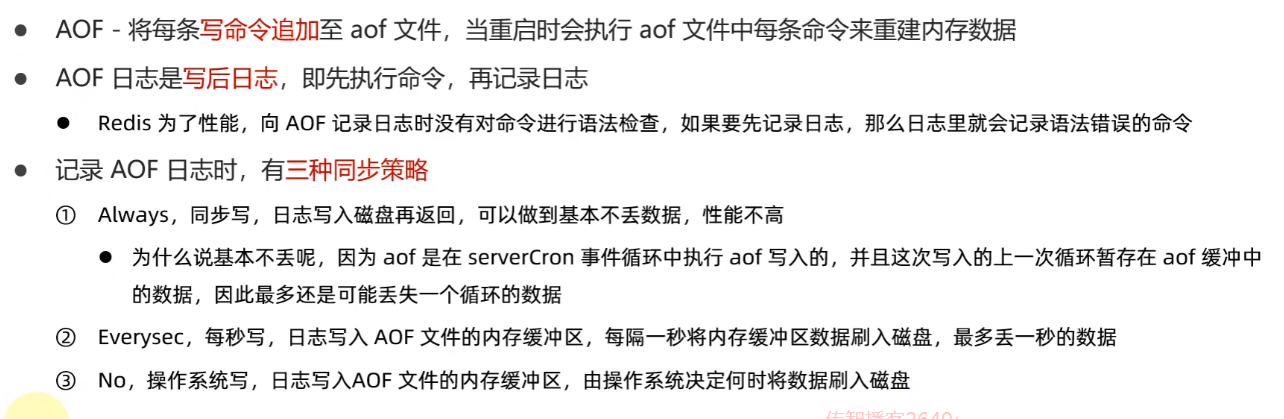 ● AOF - 将每条写命令追加至 aof 文件，当重启时会执行 aof 文件中每条命令来重建内存数据
● AOF 日志是写后日志，即先执行命令，再记录日志
● Redis 为了性能，向 AOF 记录日志时没有对命令进行语法检查，如果要先记录日志，那么日志里就会记录语法错误的命令
● 记录 AOF 日志时，有三种同步策略
① Always，同步写，日志写入磁盘再返回，可以做到基本不丢数据，性能不高
● 为什么说基本不丢呢，因为 aof 是在 serverCron 事件循环中执行 aof 写入的，并且这次写入的上一次循环暂存在 aof 缓冲中
的数据，因此最多还是可能丢失一个循环的数据
② Everysec，每秒写，日志写入 AOF 文件的内存缓冲区，每隔一秒将内存缓冲区数据刷入磁盘，最多丢一秒的数据
③ No，操作系统写，日志写入AOF 文件的内存缓冲区，由操作系统决定何时将数据刷入磁盘